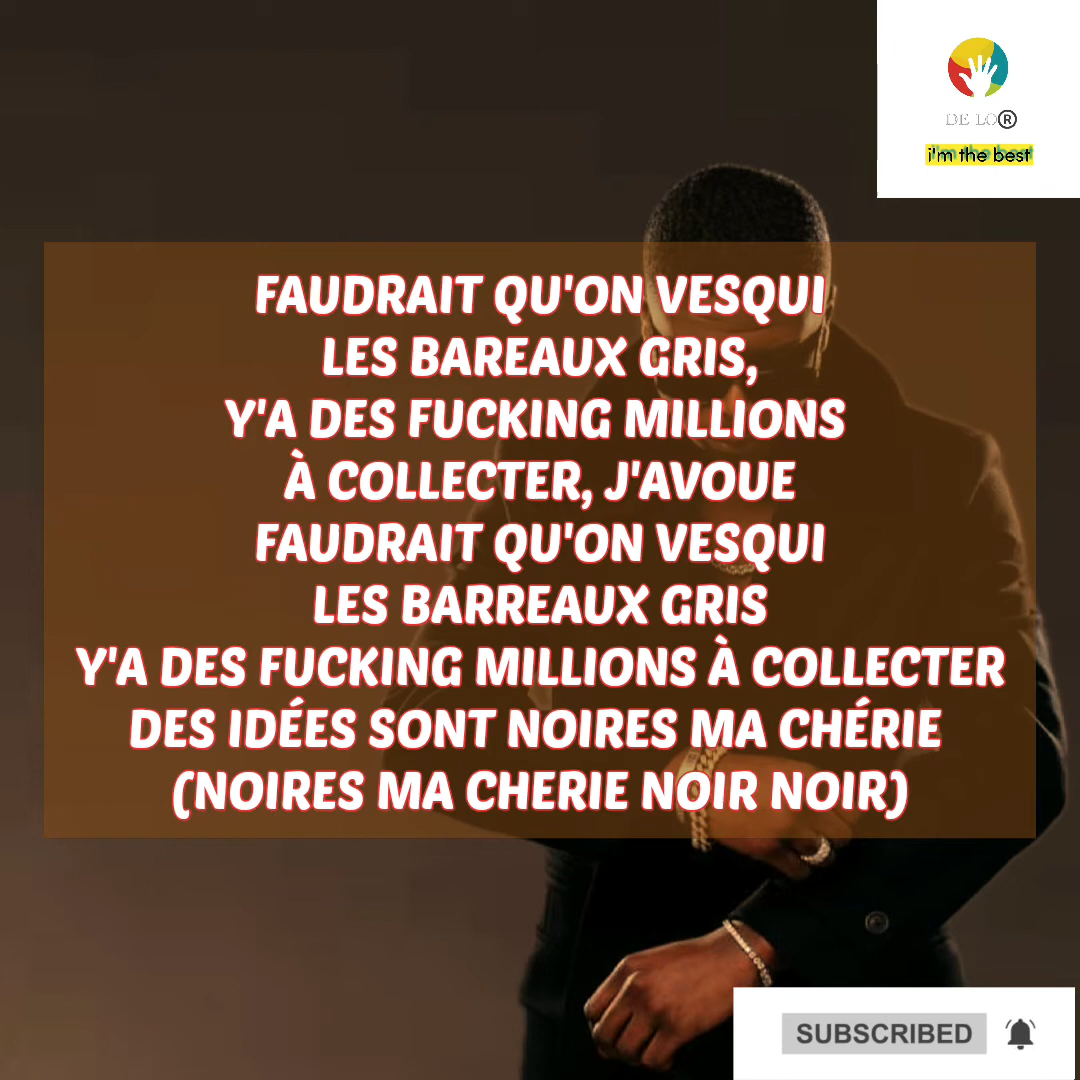 DE LO®
i'm the best
FAUDRAIT QU'ON VESQUI
LES BAREAUX GRIS,
Y'A DES FUCKING MILLIONS
À COLLECTER, J'AVOUE
FAUDRAIT QU'ON VESQUI
LES BARREAUX GRIS
Y'A DES FUCKING MILLIONS À COLLECTER
DES IDÉES SONT NOIRES MA CHÉRIE
(NOIRES MA CHERIE NOIR NOIR)
SUBSCRIBED